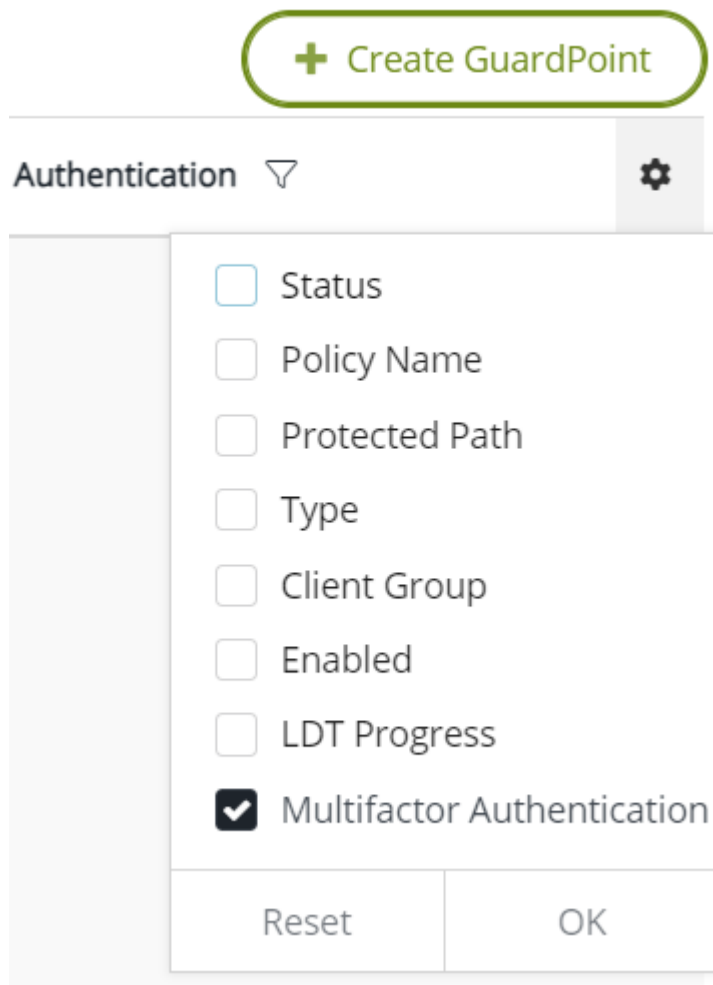 Create GuardPoint
Authentication
Status
Policy Name
Protected Path
Type
Client Group
Enabled
LDT Progress
Multifactor Authentication
Reset OK